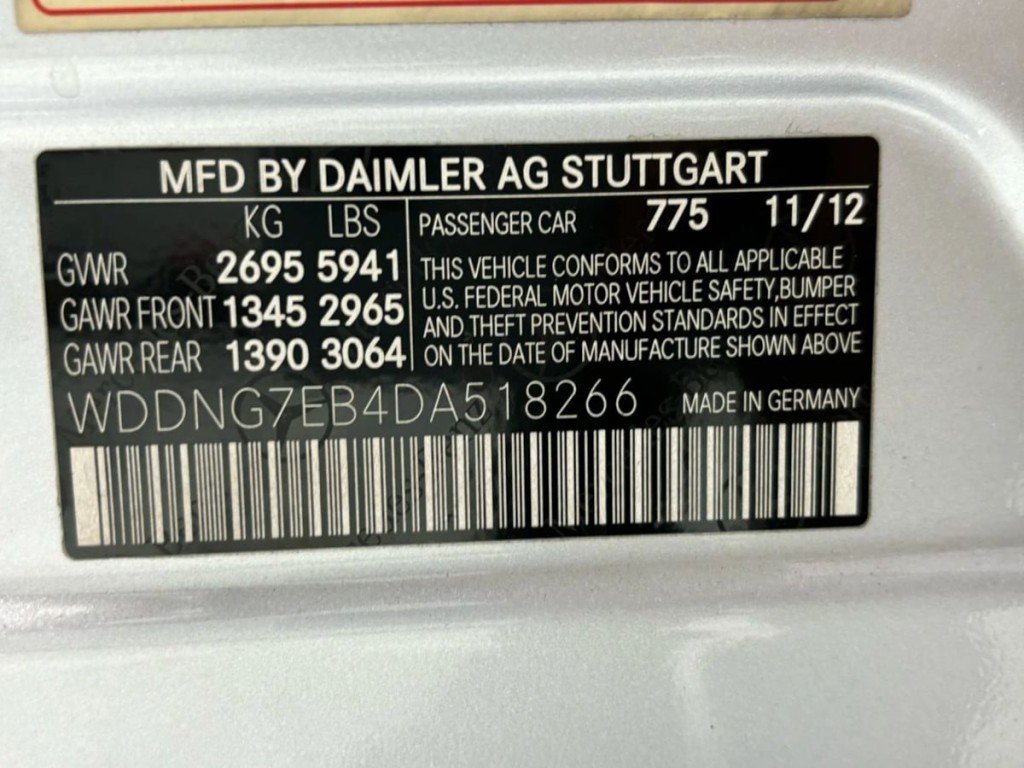 MFD BY DAIMLER AG STUTTGART
KG LBS
GVWR 2695 5941
GAWR FRONT 1345 2965
GAWR REAR 1390 3064
PASSENGER CAR 775 11/12
THIS VEHICLE CONFORMS TO ALL APPLICABLE
U.S. FEDERAL MOTOR VEHICLE SAFETY,BUMPER
AND THEFT PREVENTION STANDARDS IN EFFECT
ON THE DATE OF MANUFACTURE SHOWN ABOVE
WDDNG7EB4DA518266 MADE IN GERMANY